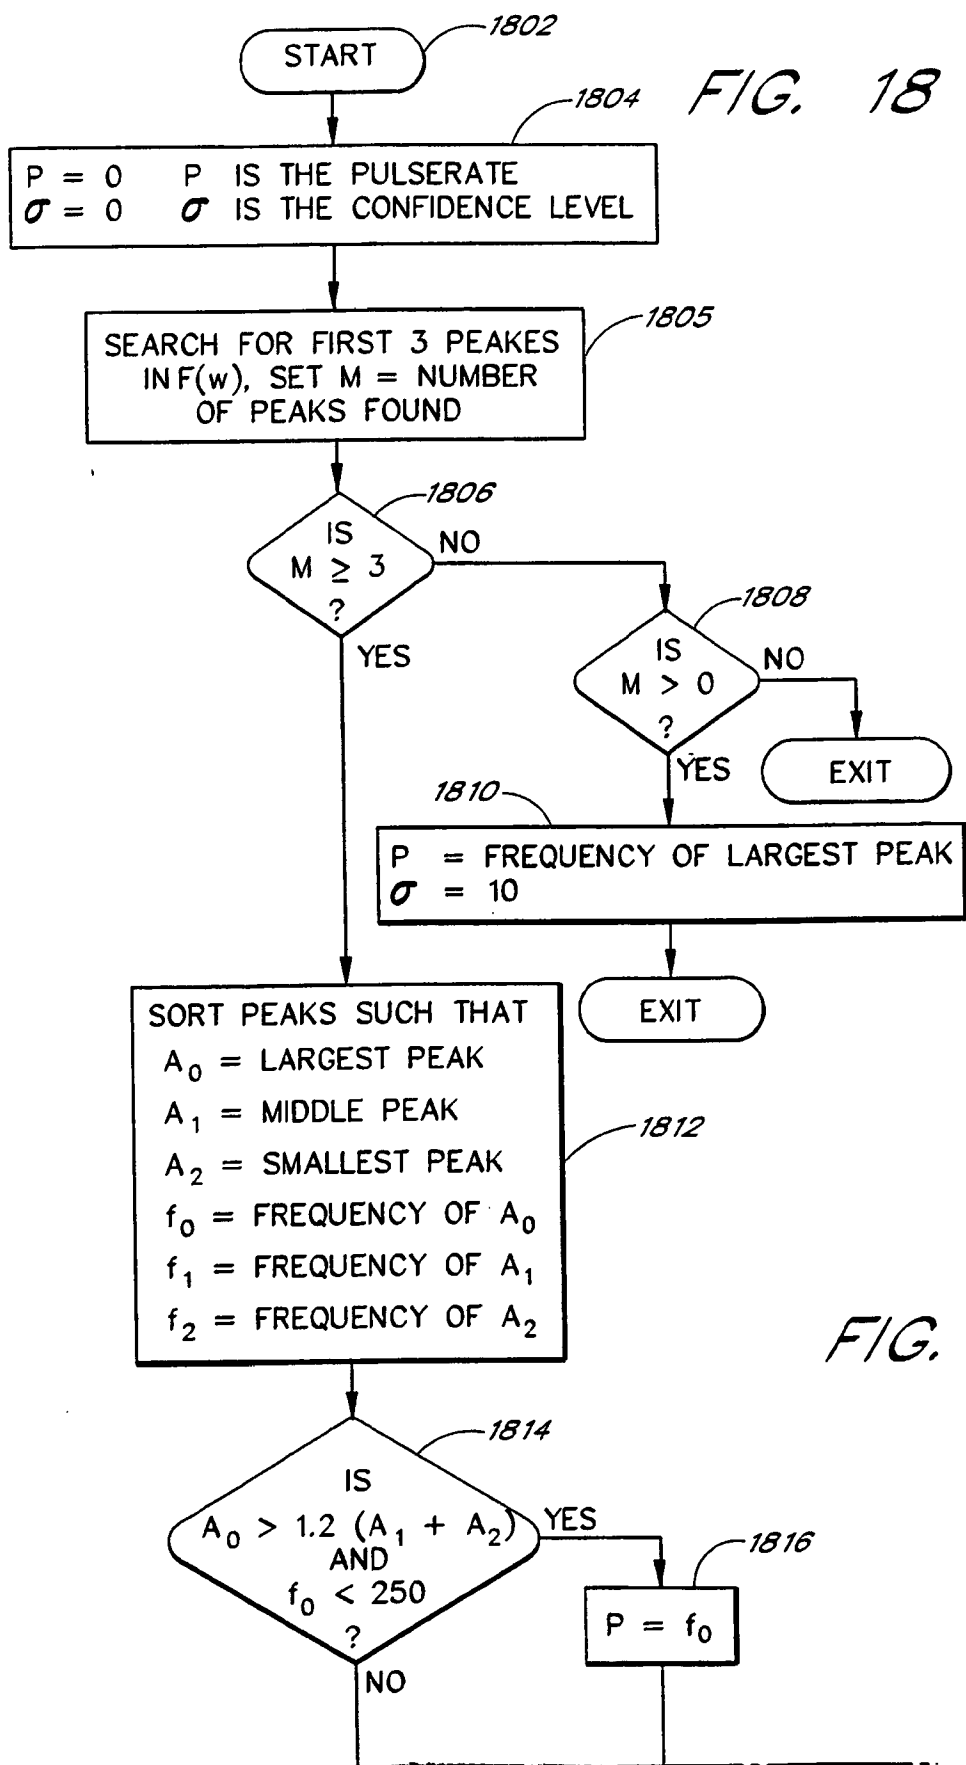 1802
START
FIG. 18
1804
P = 0 P IS THE PULSERATE
σ = 0 σ IS THE CONFIDENCE LEVEL
1805
SEARCH FOR FIRST 3 PEAKES
IN F(w), SET M = NUMBER
OF PEAKS FOUND
1806
IS
M ≥ 3
?
NO
YES
1808
IS
M > 0
?
NO
YES
EXIT
1810
P = FREQUENCY OF LARGEST PEAK
σ = 10
EXIT
SORT PEAKS SUCH THAT
A₀ = LARGEST PEAK
A₁ = MIDDLE PEAK
A₂ = SMALLEST PEAK
f₀ = FREQUENCY OF A₀
f₁ = FREQUENCY OF A₁
f₂ = FREQUENCY OF A₂
1812
FIG.
1814
IS
A₀ > 1.2 (A₁ + A₂)
AND
f₀ < 250
?
YES
NO
1816
P = f₀